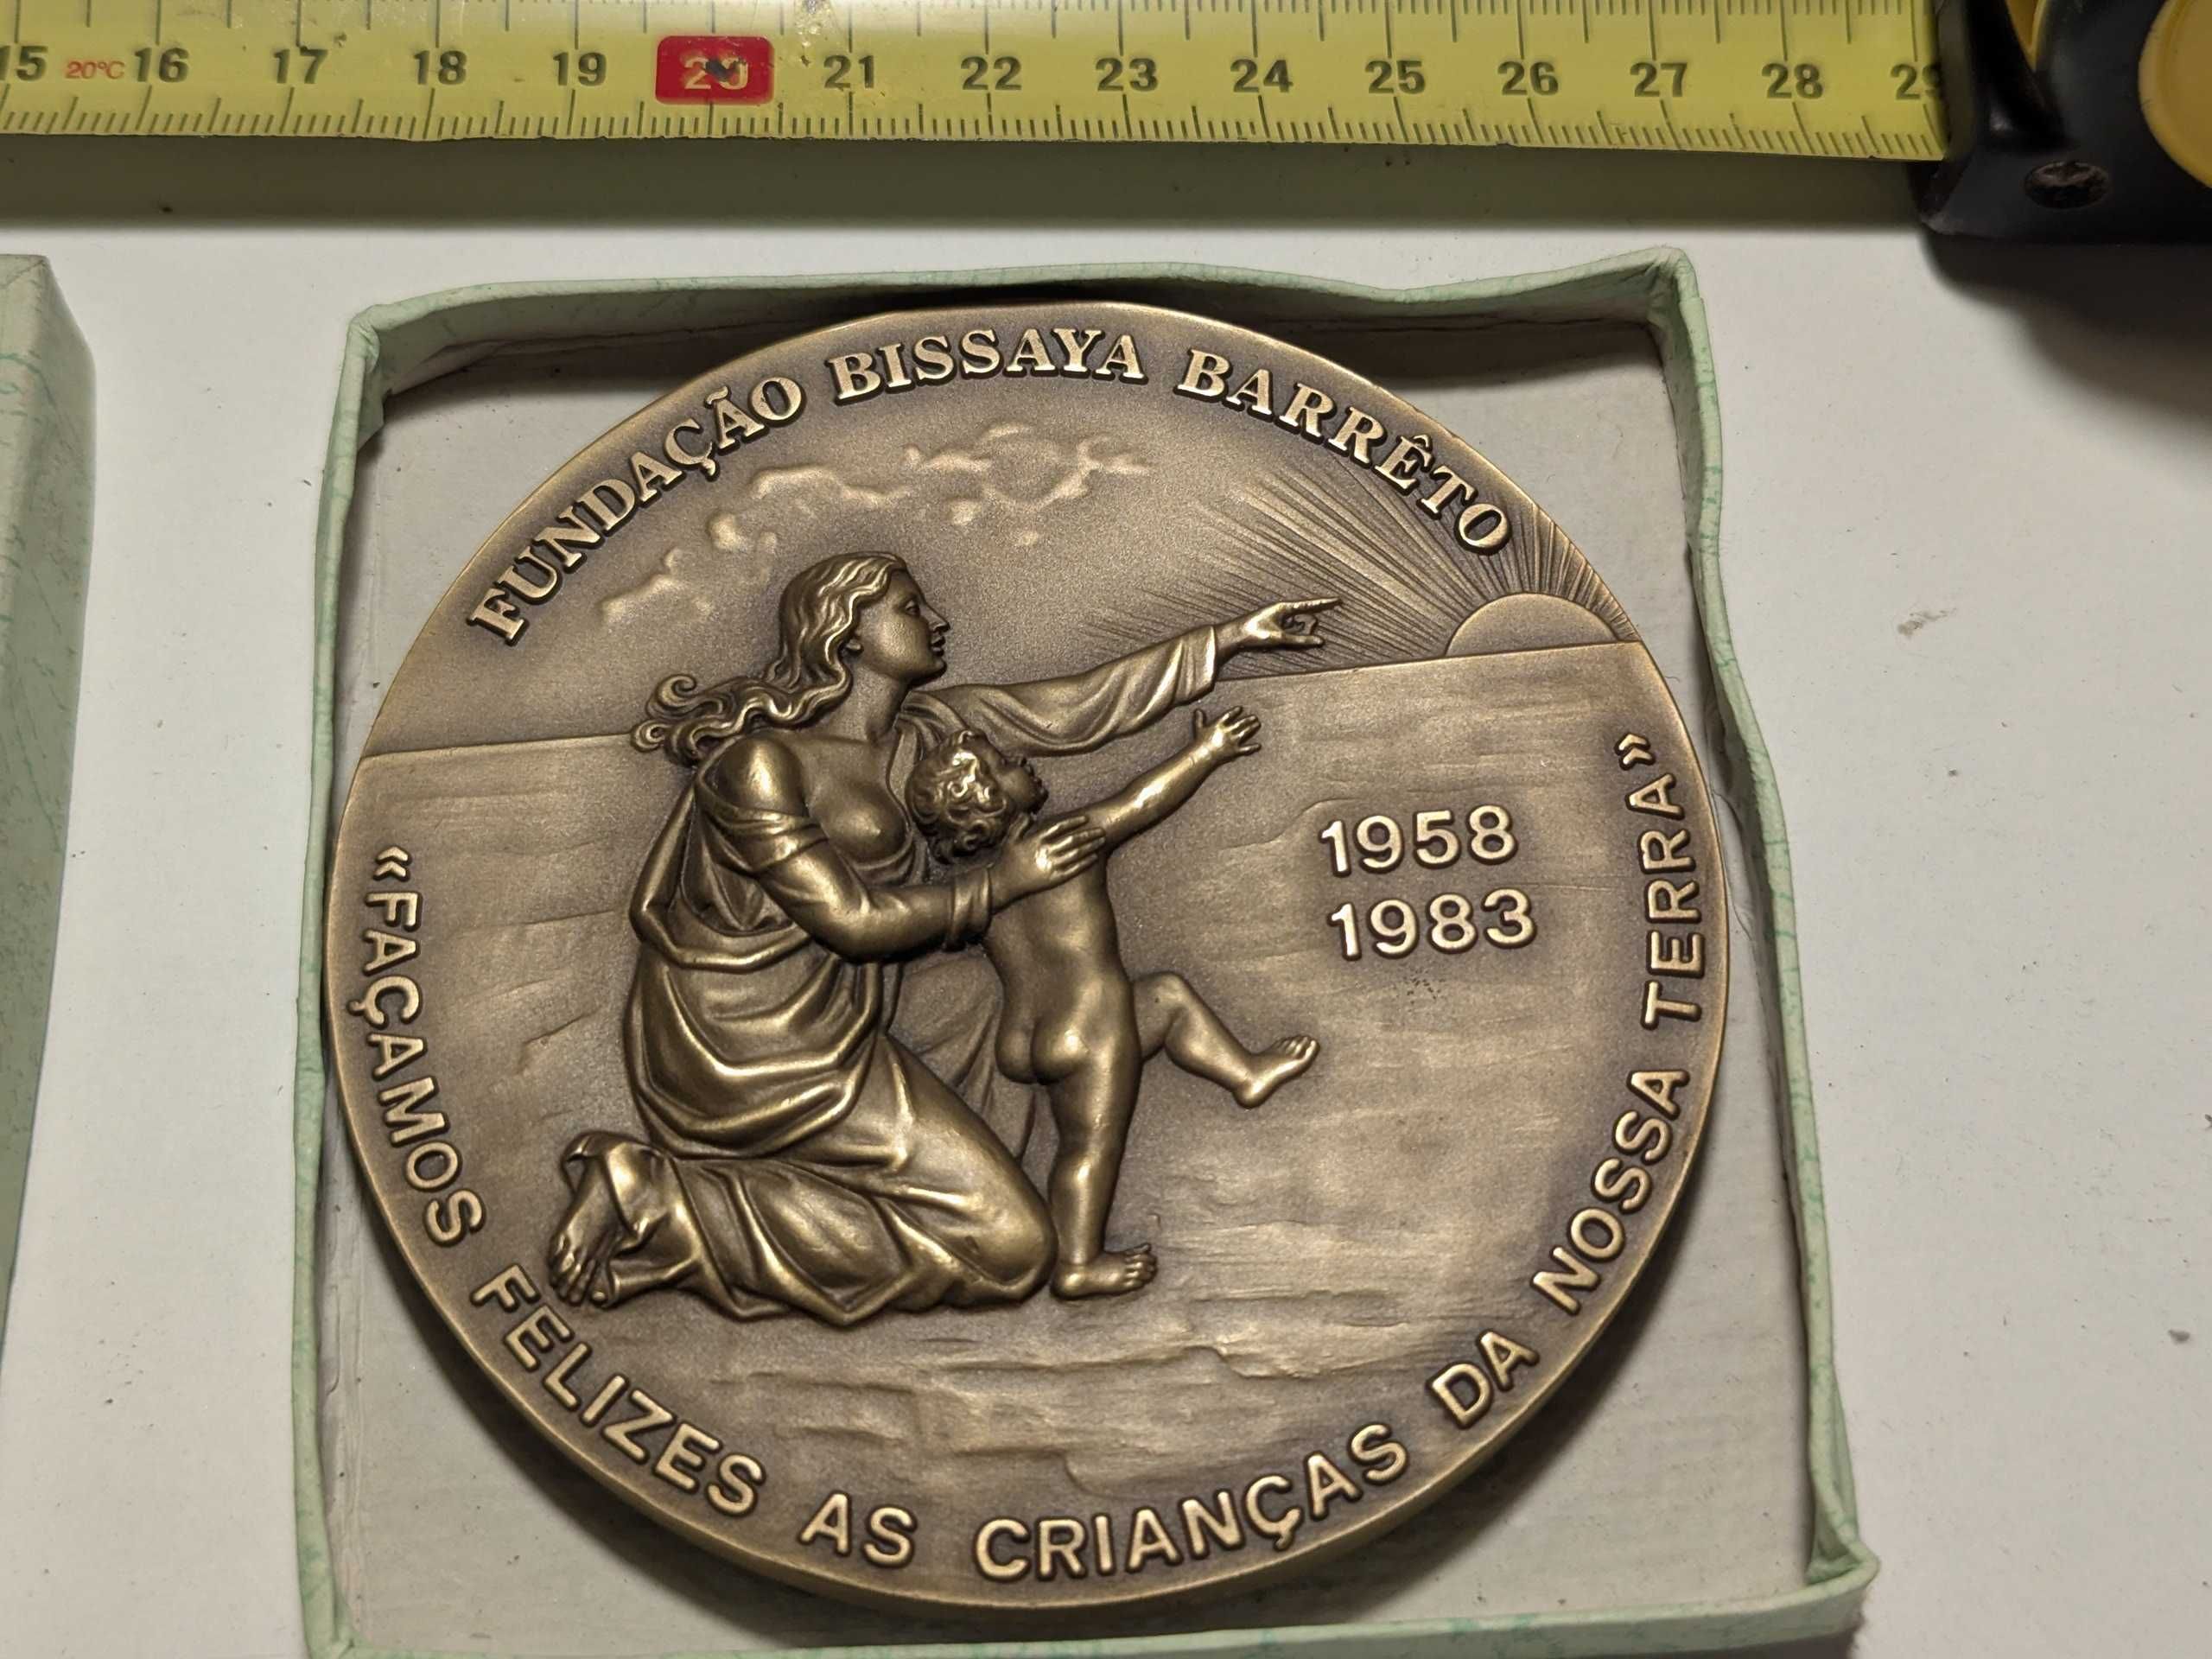 15 20°C 16 17 18 19 20 21 22 23 24 25 26 27 28 29
FUNDAÇÃO BISSAYA BARRÊTO
1958
1983
«FAÇAMOS FELIZES AS CRIANÇAS DA NOSSA TERRA»